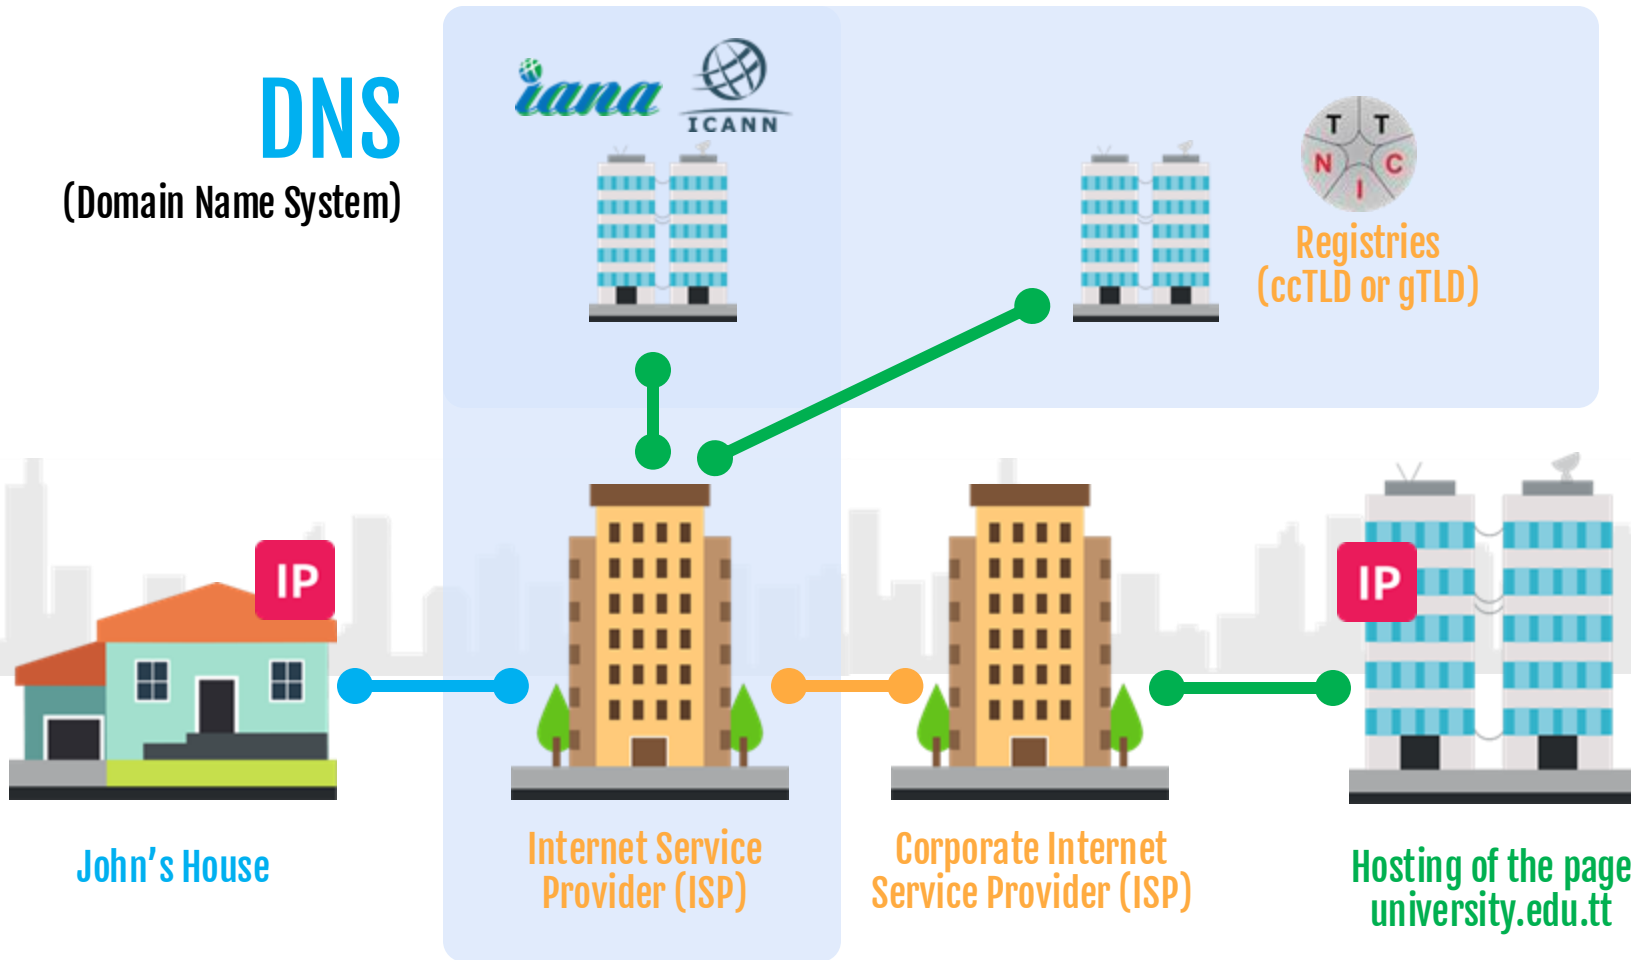 DNS
(Domain Name System)
iana
ICANN
T T
N C
I
Registries
(ccTLD or gTLD)
IP
IP
John's House
Internet Service
Provider (ISP)
Corporate Internet
Service Provider (ISP)
Hosting of the page
university.edu.tt